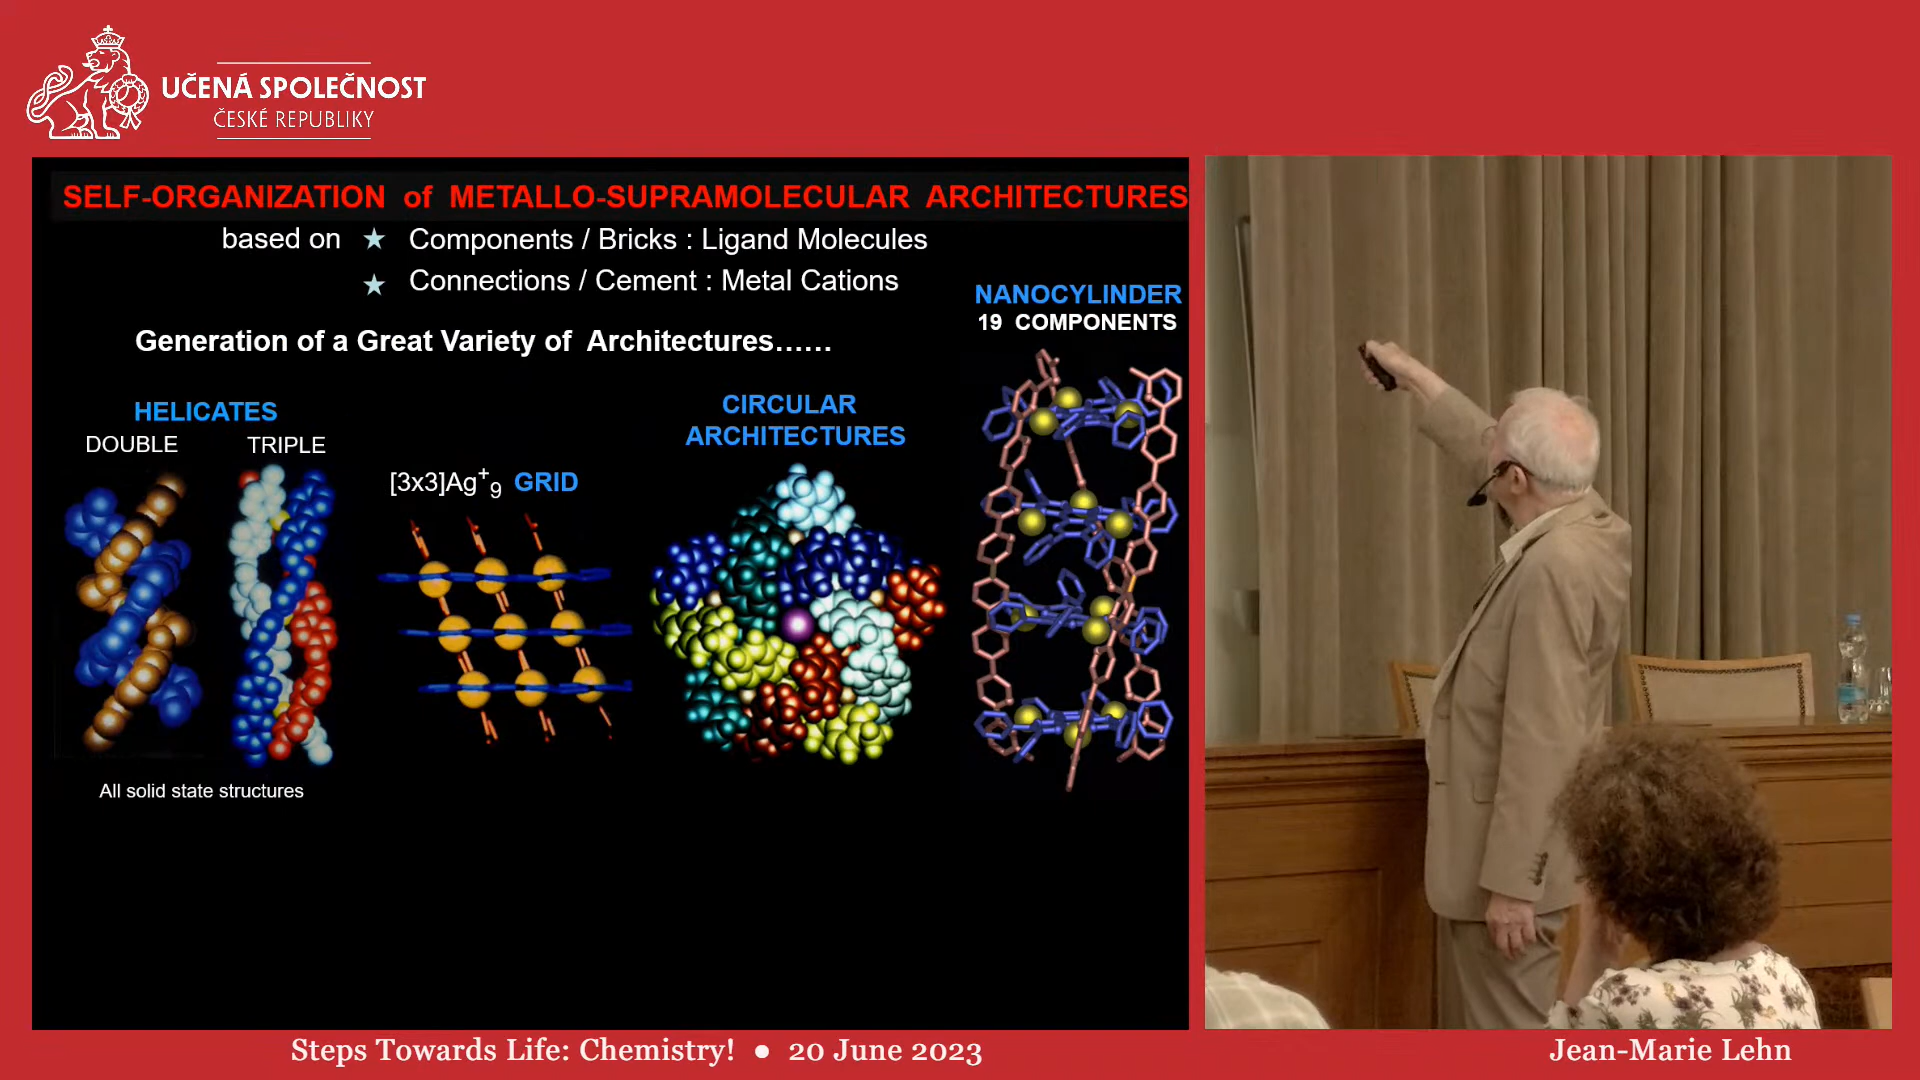 UČENÁ SPOLEČNOST
ČESKÉ REPUBLIKY
SELF-ORGANIZATION of METALLO-SUPRAMOLECULAR ARCHITECTURES
based on ★ Components / Bricks : Ligand Molecules
★ Connections / Cement : Metal Cations
NANOCYLINDER
19 COMPONENTS
Generation of a Great Variety of Architectures......
HELICATES
DOUBLE TRIPLE
[3x3]Ag⁺₉ GRID
CIRCULAR
ARCHITECTURES
All solid state structures
Steps Towards Life: Chemistry! ● 20 June 2023
Jean-Marie Lehn